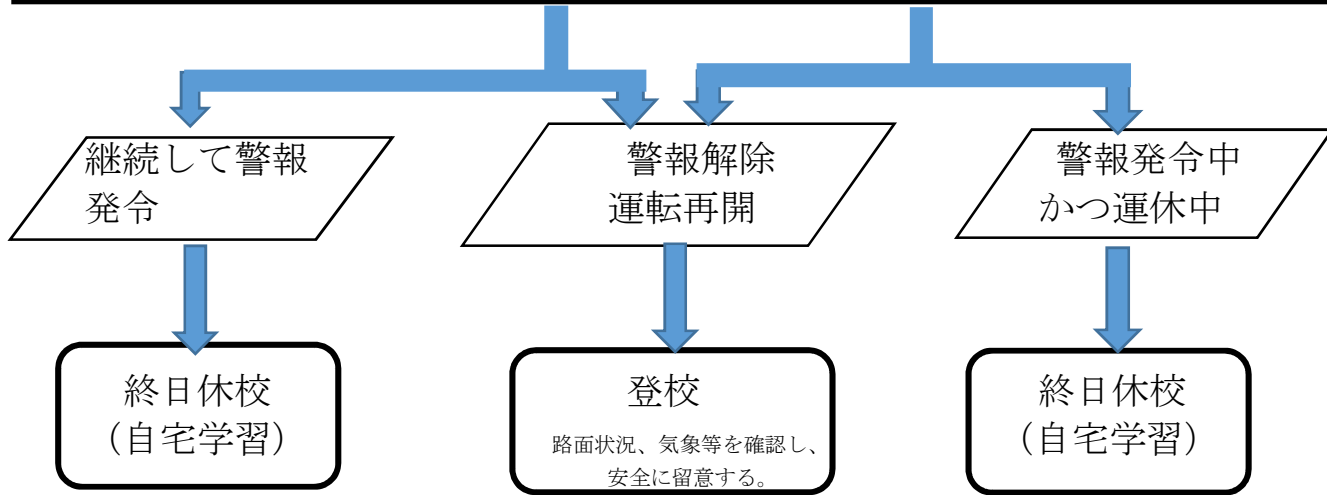 継続して警報
発令
警報解除
運転再開
警報発令中
かつ運休中
終日休校
(自宅学習)
登校
路面状況、気象等を確認し、
安全に留意する。
終日休校
(自宅学習)